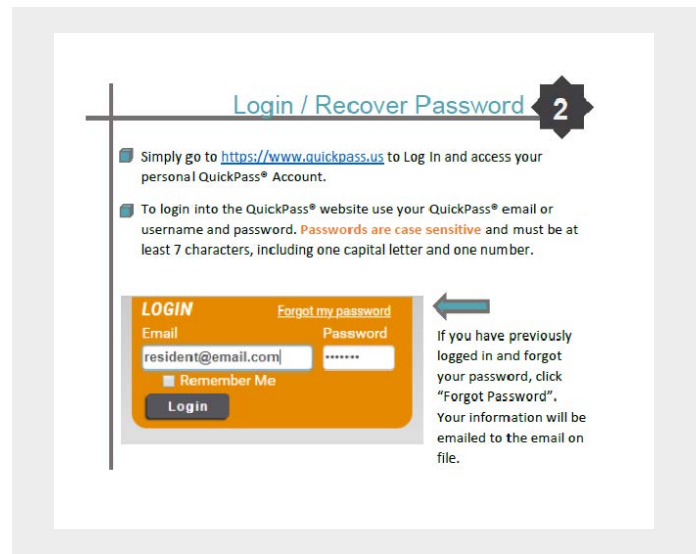 Login / Recover Password 2
Simply go to https://www.quickpass.us to Log In and access your
personal QuickPass® Account.
To login into the QuickPass® website use your QuickPass® email or
username and password. Passwords are case sensitive and must be at
least 7 characters, including one capital letter and one number.
LOGIN Forgot my password
Email Password
resident@email.com •••••••
Remember Me
Login
If you have previously
logged in and forgot
your password, click
“Forgot Password”.
Your information will be
emailed to the email on
file.